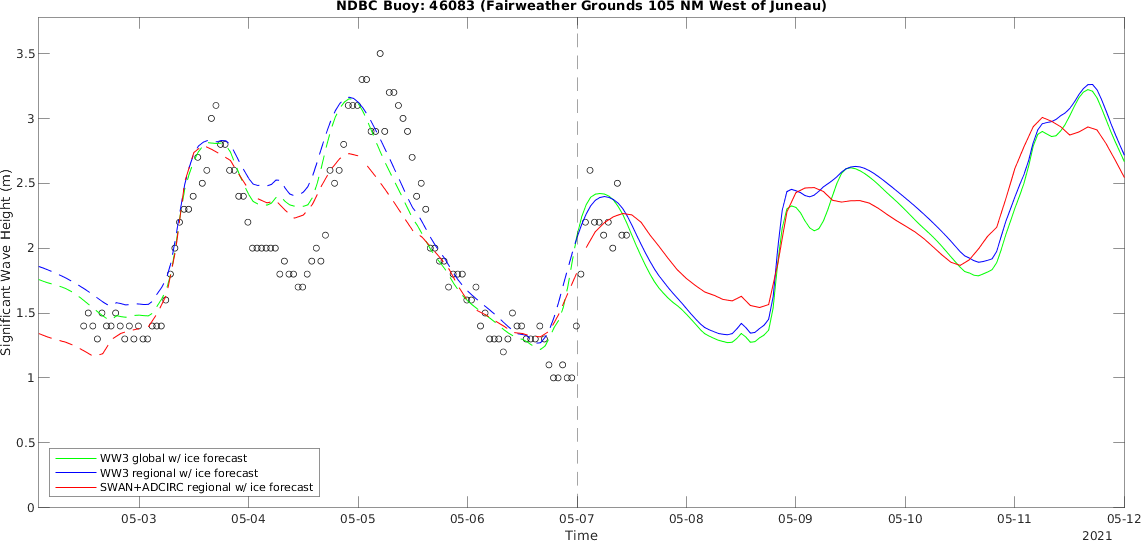 NDBC Buoy: 46083 (Fairweather Grounds 105 NM West of Juneau)
Significant Wave Height (m)
3.5
3
2.5
2
1.5
1
0.5
0
WW3 global w/ ice forecast
WW3 regional w/ ice forecast
SWAN+ADCIRC regional w/ ice forecast
05-03 05-04 05-05 05-06 05-07 05-08 05-09 05-10 05-11 05-12
Time
2021